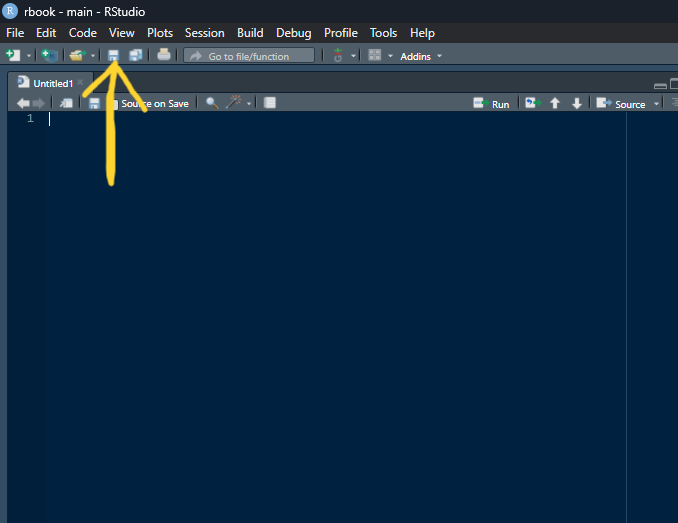 R rbook - main - RStudio
File Edit Code View Plots Session Build Debug Profile Tools Help
Go to file/function Addins
Untitled1
Source on Save Run Source
1